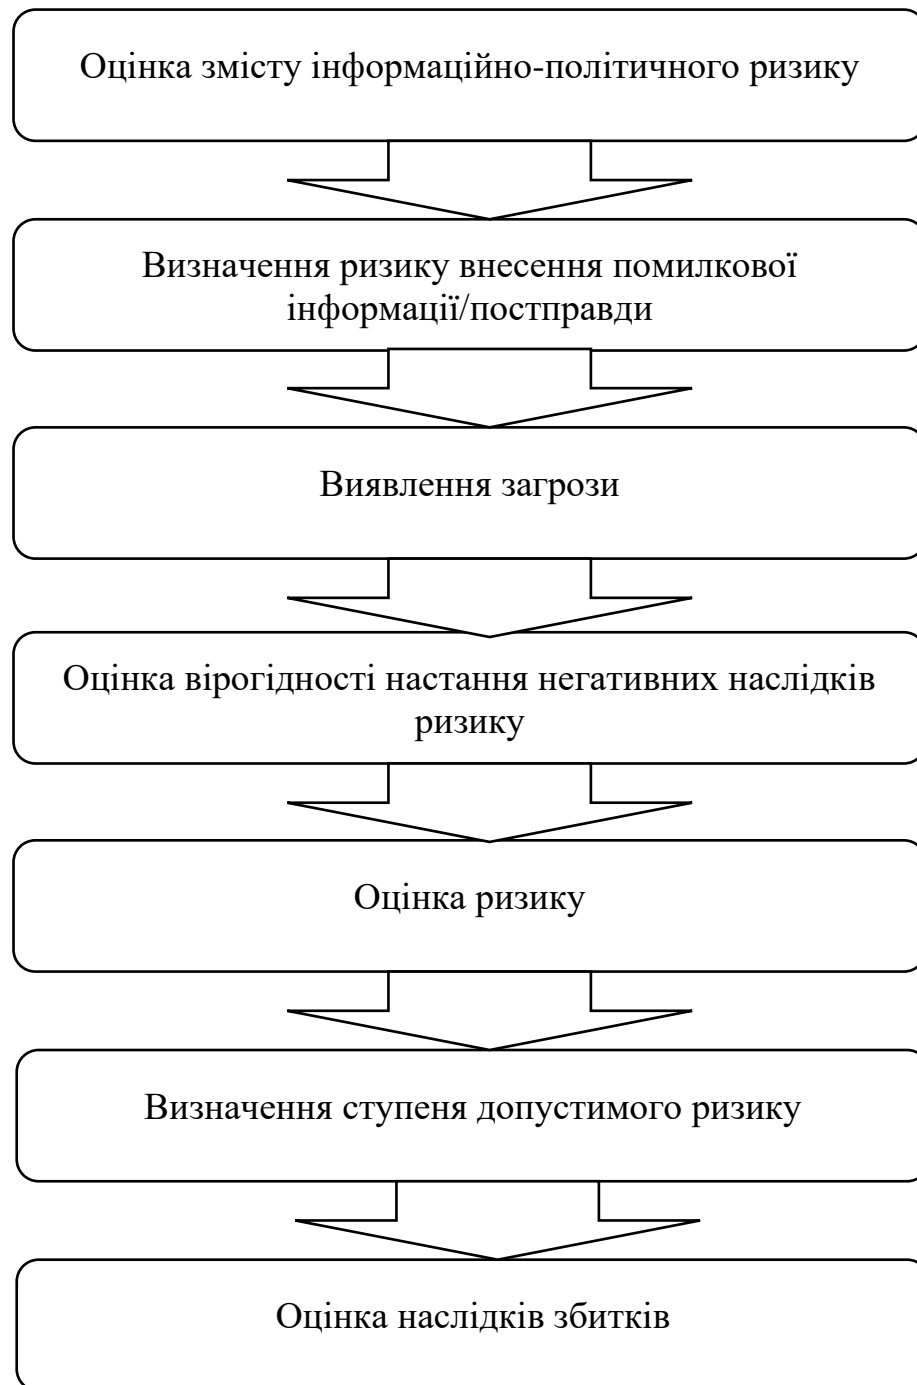 Оцінка змісту інформаційно-політичного ризику
Визначення ризику внесення помилкової
інформації/постправди
Виявлення загрози
Оцінка вірогідності настання негативних наслідків
ризику
Оцінка ризику
Визначення ступеня допустимого ризику
Оцінка наслідків збитків